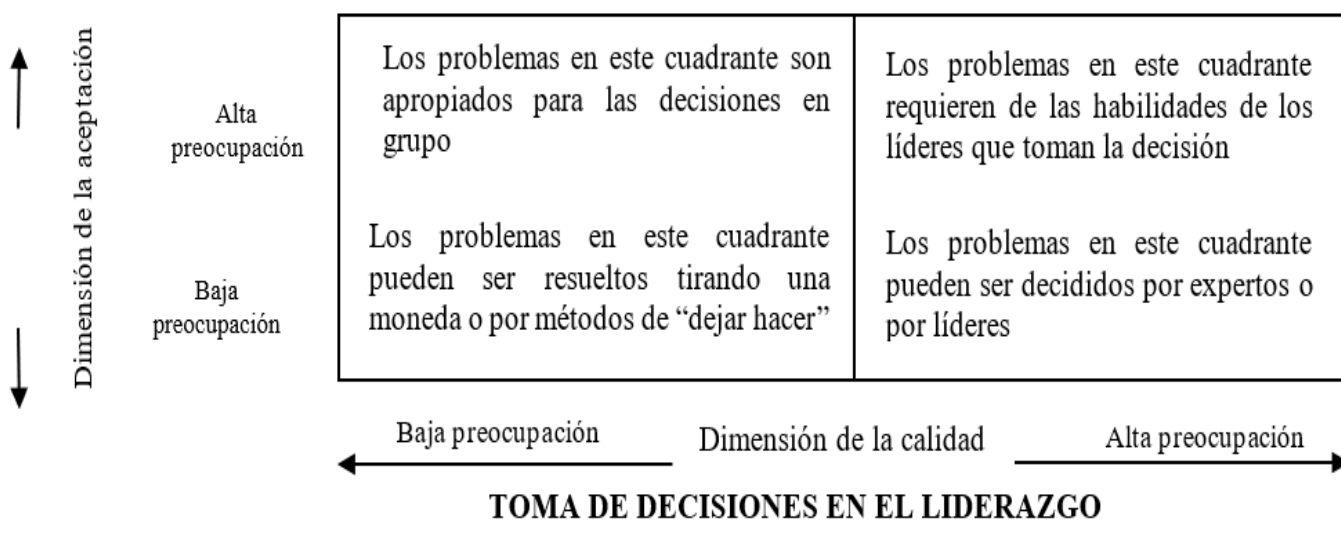 Dimensión de la aceptación
Alta
preocupación
Baja
preocupación
Los problemas en este cuadrante son
apropiados para las decisiones en
grupo
Los problemas en este cuadrante
requieren de las habilidades de los
líderes que toman la decisión
Los problemas en este cuadrante
pueden ser resueltos tirando una
moneda o por métodos de “dejar hacer”
Los problemas en este cuadrante
pueden ser decididos por expertos o
por líderes
Baja preocupación
Dimensión de la calidad
Alta preocupación
TOMA DE DECISIONES EN EL LIDERAZGO